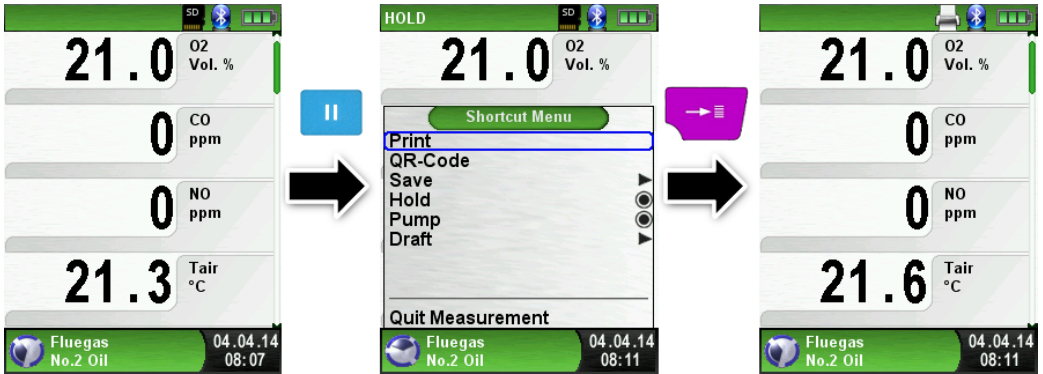 SD
21.0
O2
Vol. %
0
CO
ppm
0
NO
ppm
21.3
Tair
°C
Fluegas
No.2 Oil
04.04.14
08:07
HOLD
SD
21.0
O2
Vol. %
Shortcut Menu
Print
QR-Code
Save
Hold
Pump
Draft
Quit Measurement
Fluegas
No.2 Oil
04.04.14
08:11
21.0
O2
Vol. %
0
CO
ppm
0
NO
ppm
21.6
Tair
°C
Fluegas
No.2 Oil
04.04.14
08:11